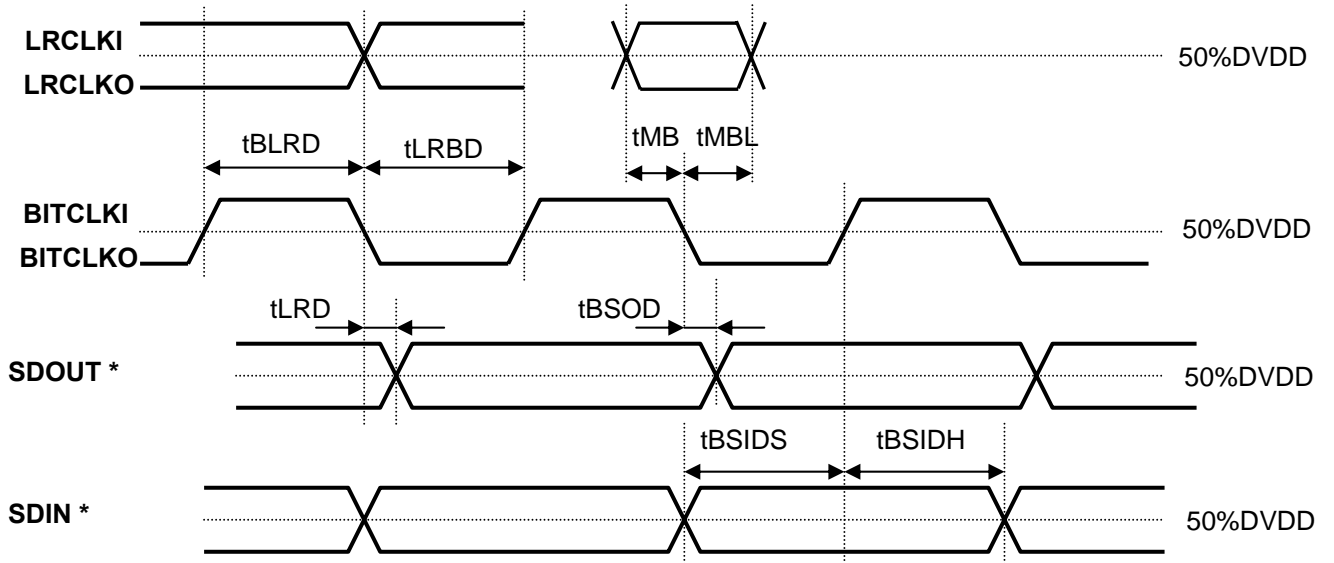 LRCLKI
LRCLKO
50%DVDD
tBLRD
tLRBD
tMB
tMBL
BITCLKI
BITCLKO
50%DVDD
tLRD
tBSOD
SDOUT *
50%DVDD
tBSIDS
tBSIDH
SDIN *
50%DVDD